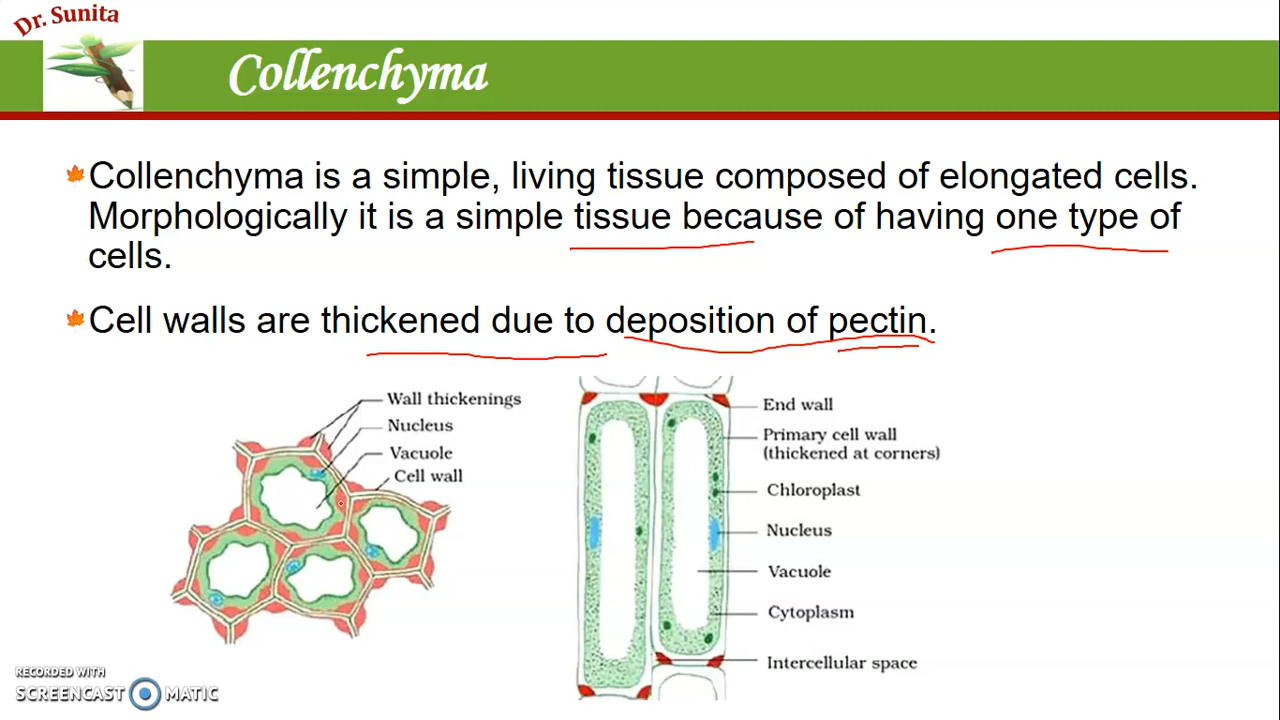 Dr. Sunita
Collenchyma
Collenchyma is a simple, living tissue composed of elongated cells.
Morphologically it is a simple tissue because of having one type of
cells.
Cell walls are thickened due to deposition of pectin.
Wall thickenings
Nucleus
Vacuole
Cell wall
End wall
Primary cell wall
(thickened at corners)
Chloroplast
Nucleus
Vacuole
Cytoplasm
Intercellular space
RECORDED WITH
SCREENCAST MATIC